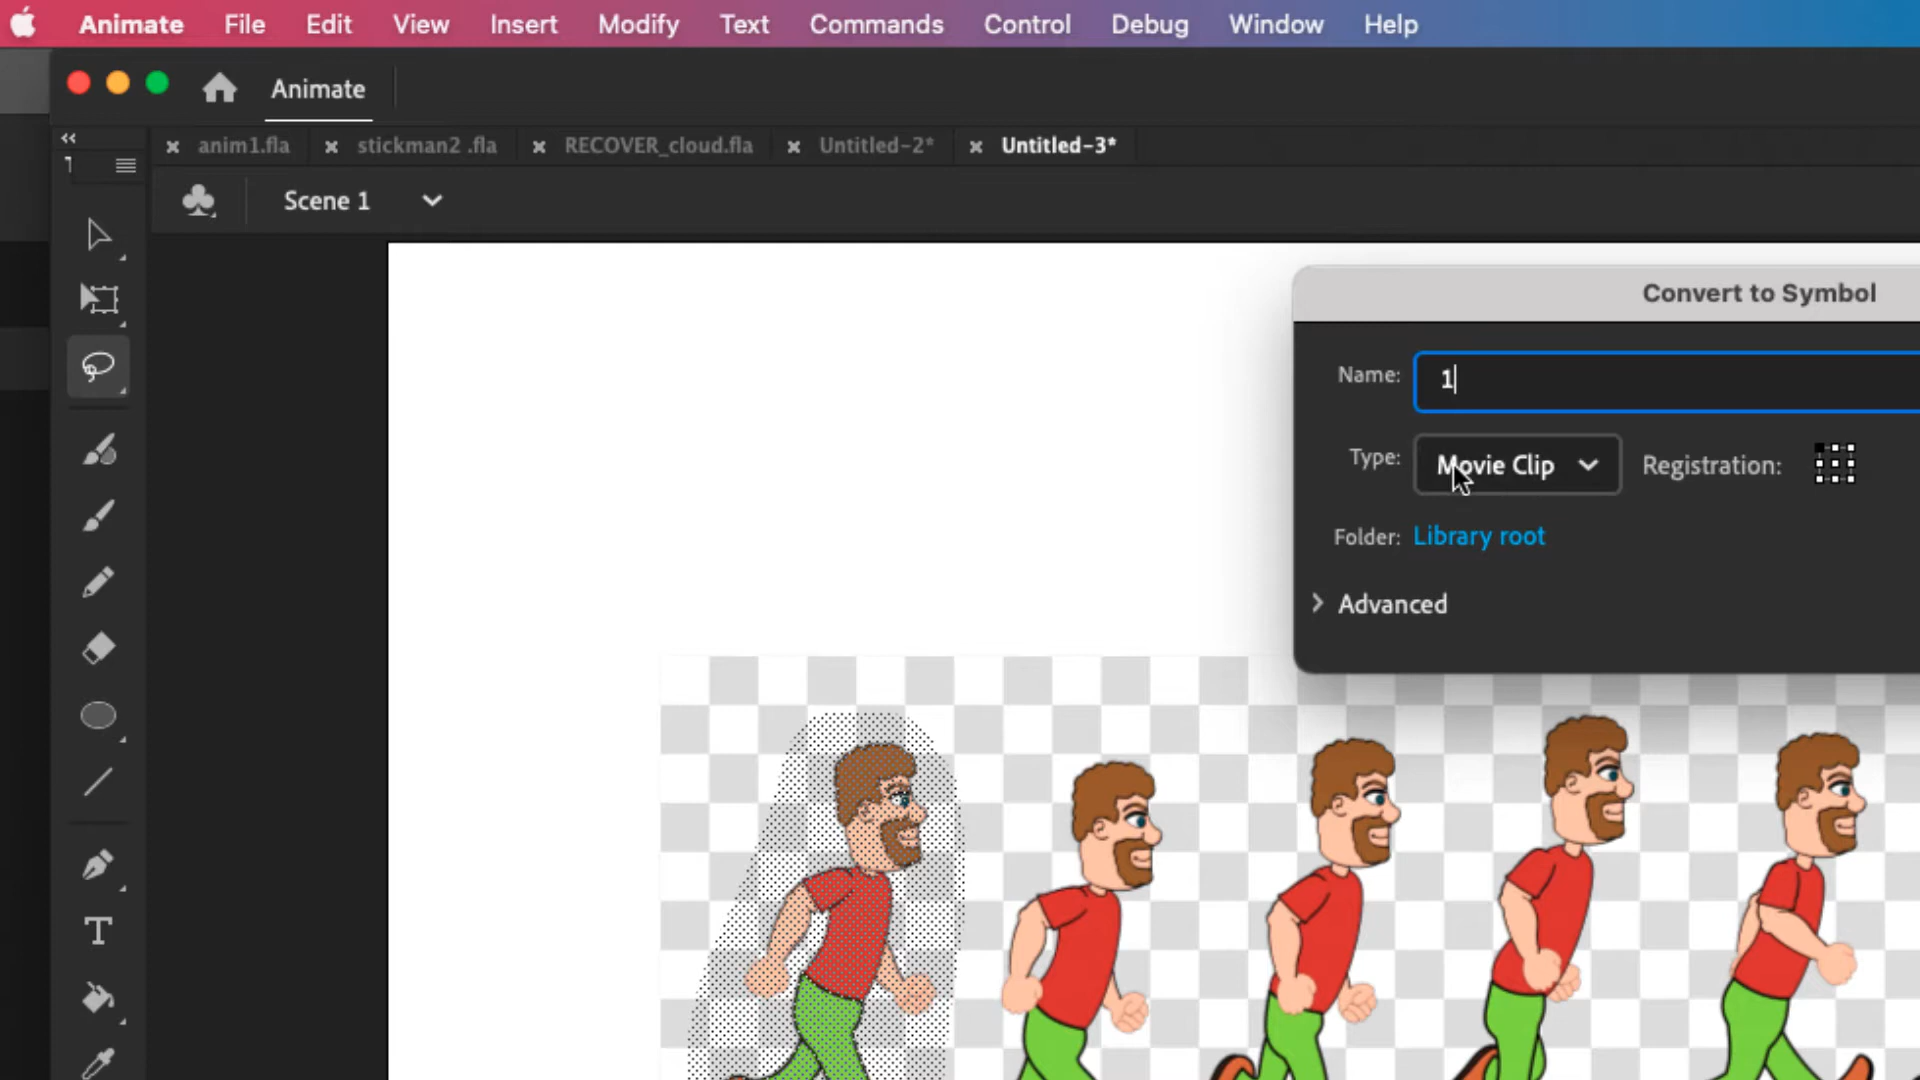 Animate File Edit View Insert Modify Text Commands Control Debug Window Help
Animate
anim1.fla stickman2 .fla RECOVER_cloud.fla Untitled-2* Untitled-3*
Scene 1
Convert to Symbol
Name: 1
Type: Movie Clip Registration:
Folder: Library root
Advanced